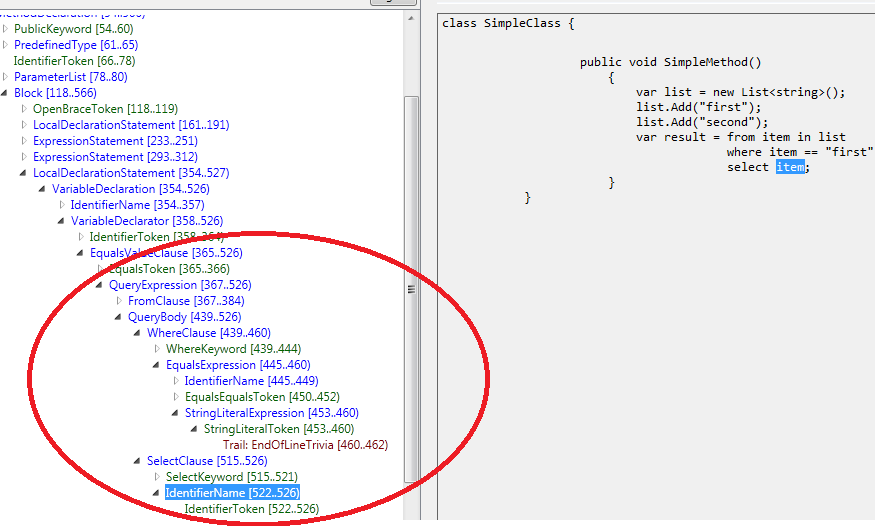 PublicKeyword [54..60]
PredefinedType [61..65]
IdentifierToken [66..78]
ParameterList [78..80]
Block [118..566]
OpenBraceToken [118..119]
LocalDeclarationStatement [161..191]
ExpressionStatement [233..251]
ExpressionStatement [293..312]
LocalDeclarationStatement [354..527]
VariableDeclaration [354..526]
IdentifierName [354..357]
VariableDeclarator [358..526]
IdentifierToken [358..364]
EqualsValueClause [365..526]
EqualsToken [365..366]
QueryExpression [367..526]
FromClause [367..384]
QueryBody [439..526]
WhereClause [439..460]
WhereKeyword [439..444]
EqualsExpression [445..460]
IdentifierName [445..449]
EqualsEqualsToken [450..452]
StringLiteralExpression [453..460]
StringLiteralToken [453..460]
Trail: EndOfLineTrivia [460..462]
SelectClause [515..526]
SelectKeyword [515..521]
IdentifierName [522..526]
IdentifierToken [522..526]
class SimpleClass {
public void SimpleMethod()
{
var list = new List<string>();
list.Add("first");
list.Add("second");
var result = from item in list
where item == "first"
select item;
}
}